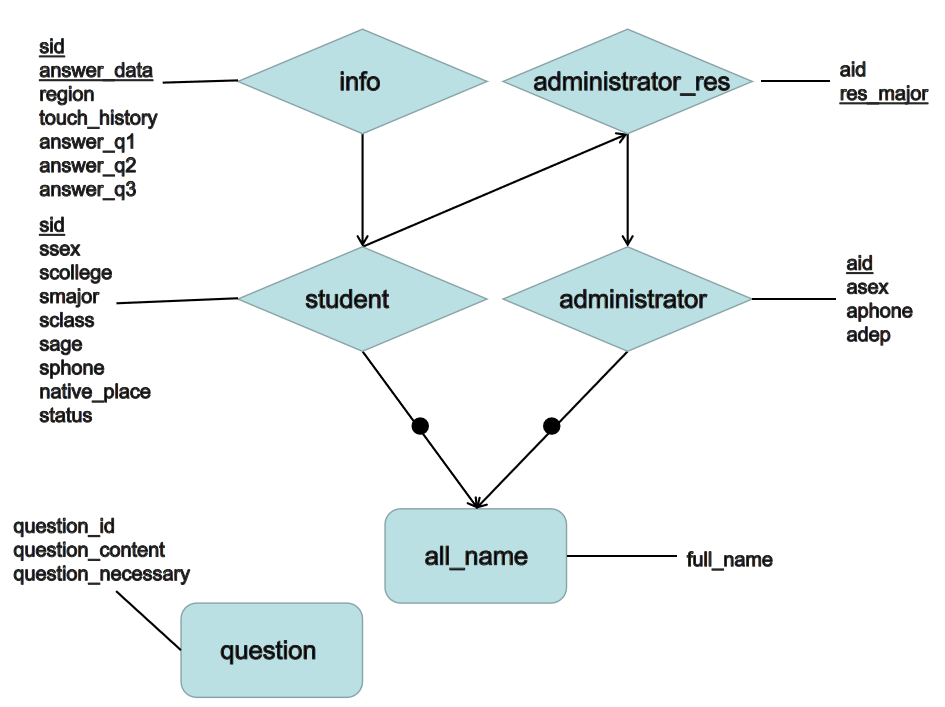 sid
answer_data
region
touch_history
answer_q1
answer_q2
answer_q3
info
administrator_res
aid
res_major
sid
ssex
scollege
smajor
sclass
sage
sphone
native_place
status
student
administrator
aid
asex
aphone
adep
question_id
question_content
question_necessary
all_name
full_name
question